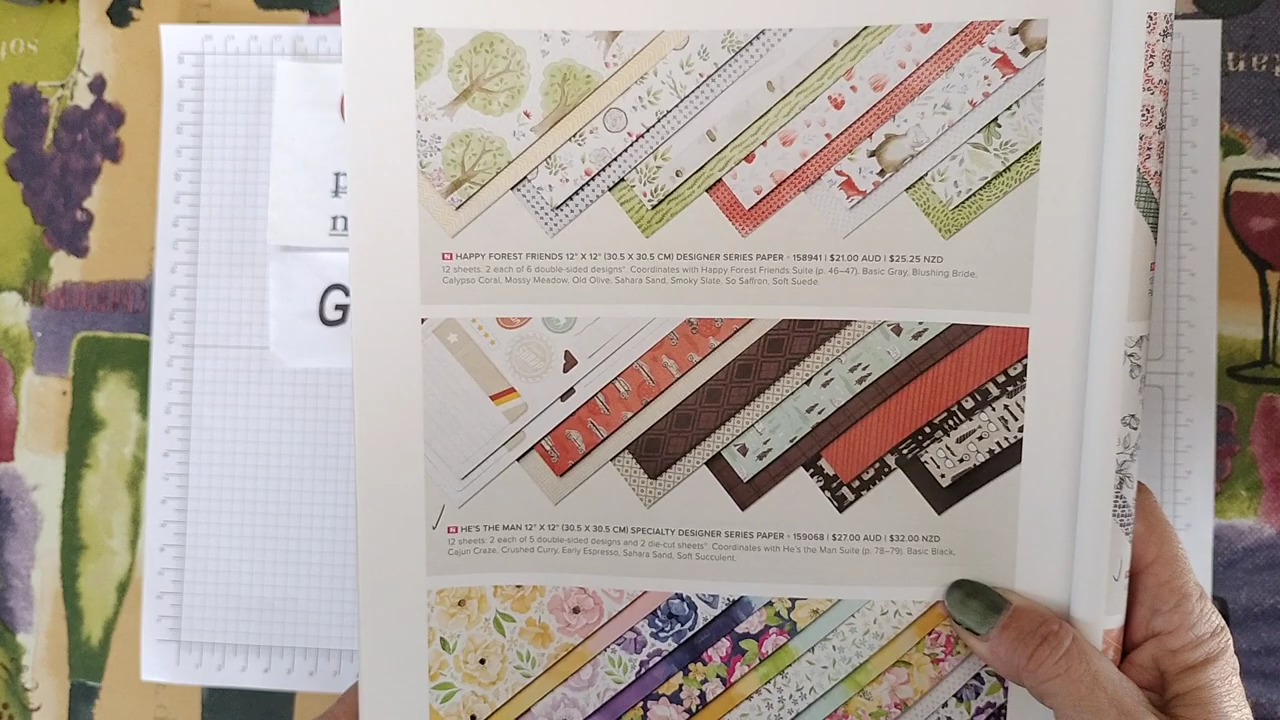 N HAPPY FOREST FRIENDS 12" X 12" (30.5 X 30.5 CM) DESIGNER SERIES PAPER • 158941 | $21.00 AUD | $25.25 NZD
12 sheets: 2 each of 6 double-sided designs*. Coordinates with Happy Forest Friends Suite (p. 46–47). Basic Gray, Blushing Bride,
Calypso Coral, Mossy Meadow, Old Olive, Sahara Sand, Smoky Slate, So Saffron, Soft Suede.
N HE'S THE MAN 12" X 12" (30.5 X 30.5 CM) SPECIALTY DESIGNER SERIES PAPER • 159068 | $27.00 AUD | $32.00 NZD
12 sheets: 2 each of 5 double-sided designs and 2 die-cut sheets*. Coordinates with He's the Man Suite (p. 78–79). Basic Black,
Cajun Craze, Crushed Curry, Early Espresso, Sahara Sand, Soft Succulent.
G